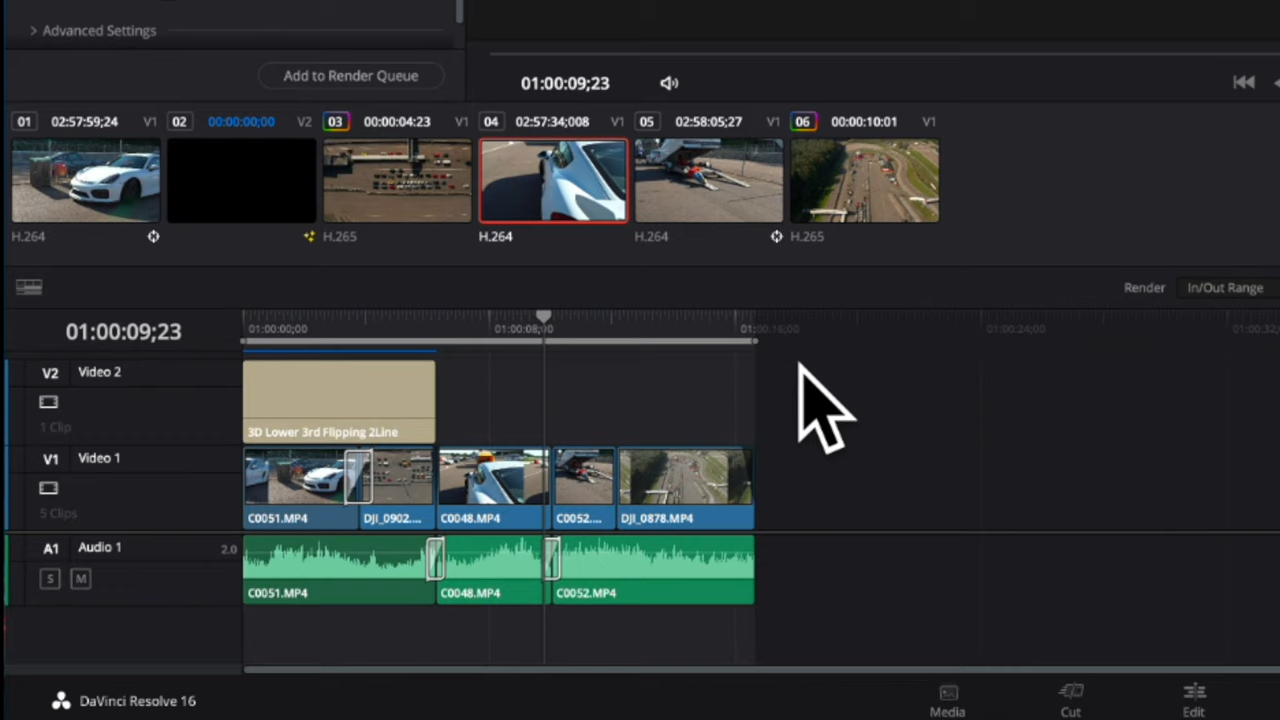 Advanced Settings
Add to Render Queue
01:00:09;23
01 02:57:59;24 V1 02 00:00:00;00 V2 03 00:00:04:23 V1 04 02:57:34;008 V1 05 02:58:05;27 V1 06 00:00:10:01 V1
H.264 H.265 H.264 H.264 H.265
Render In/Out Range
01:00:09;23
01:00:00;00 01:00:08;00 01:00:16;00 01:00:24;00 01:00:32;
V2 Video 2
1 Clip
3D Lower 3rd Flipping 2Line
V1 Video 1
5 Clips
C0051.MP4 DJI_0902.... C0048.MP4 C0052.... DJI_0878.MP4
A1 Audio 1 2.0
S M
C0051.MP4 C0048.MP4 C0052.MP4
DaVinci Resolve 16
Media Cut Edit